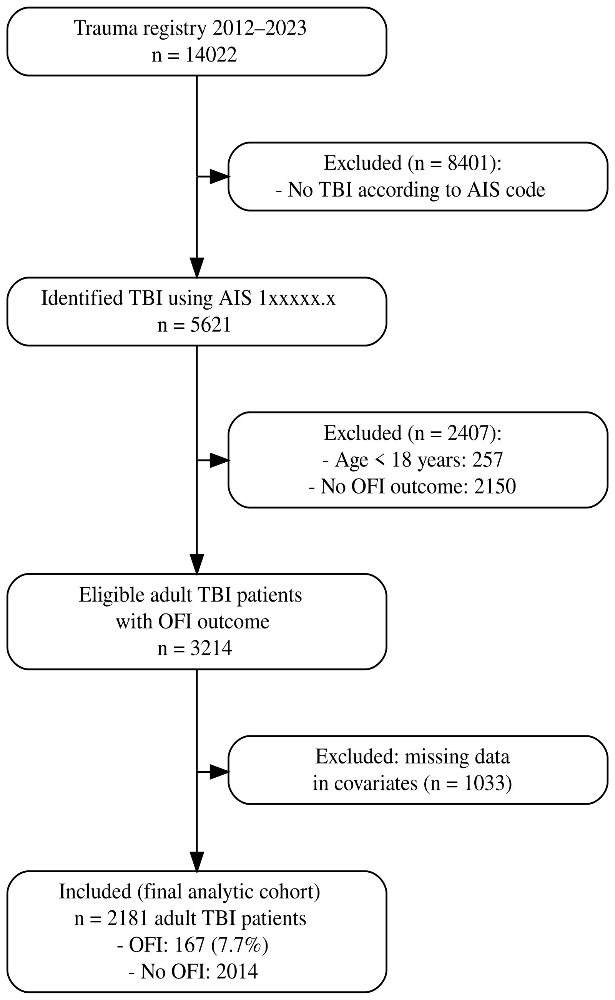 Trauma registry 2012–2023
n = 14022
Excluded (n = 8401):
- No TBI according to AIS code
Identified TBI using AIS 1xxxxx.x
n = 5621
Excluded (n = 2407):
- Age < 18 years: 257
- No OFI outcome: 2150
Eligible adult TBI patients
with OFI outcome
n = 3214
Excluded: missing data
in covariates (n = 1033)
Included (final analytic cohort)
n = 2181 adult TBI patients
- OFI: 167 (7.7%)
- No OFI: 2014